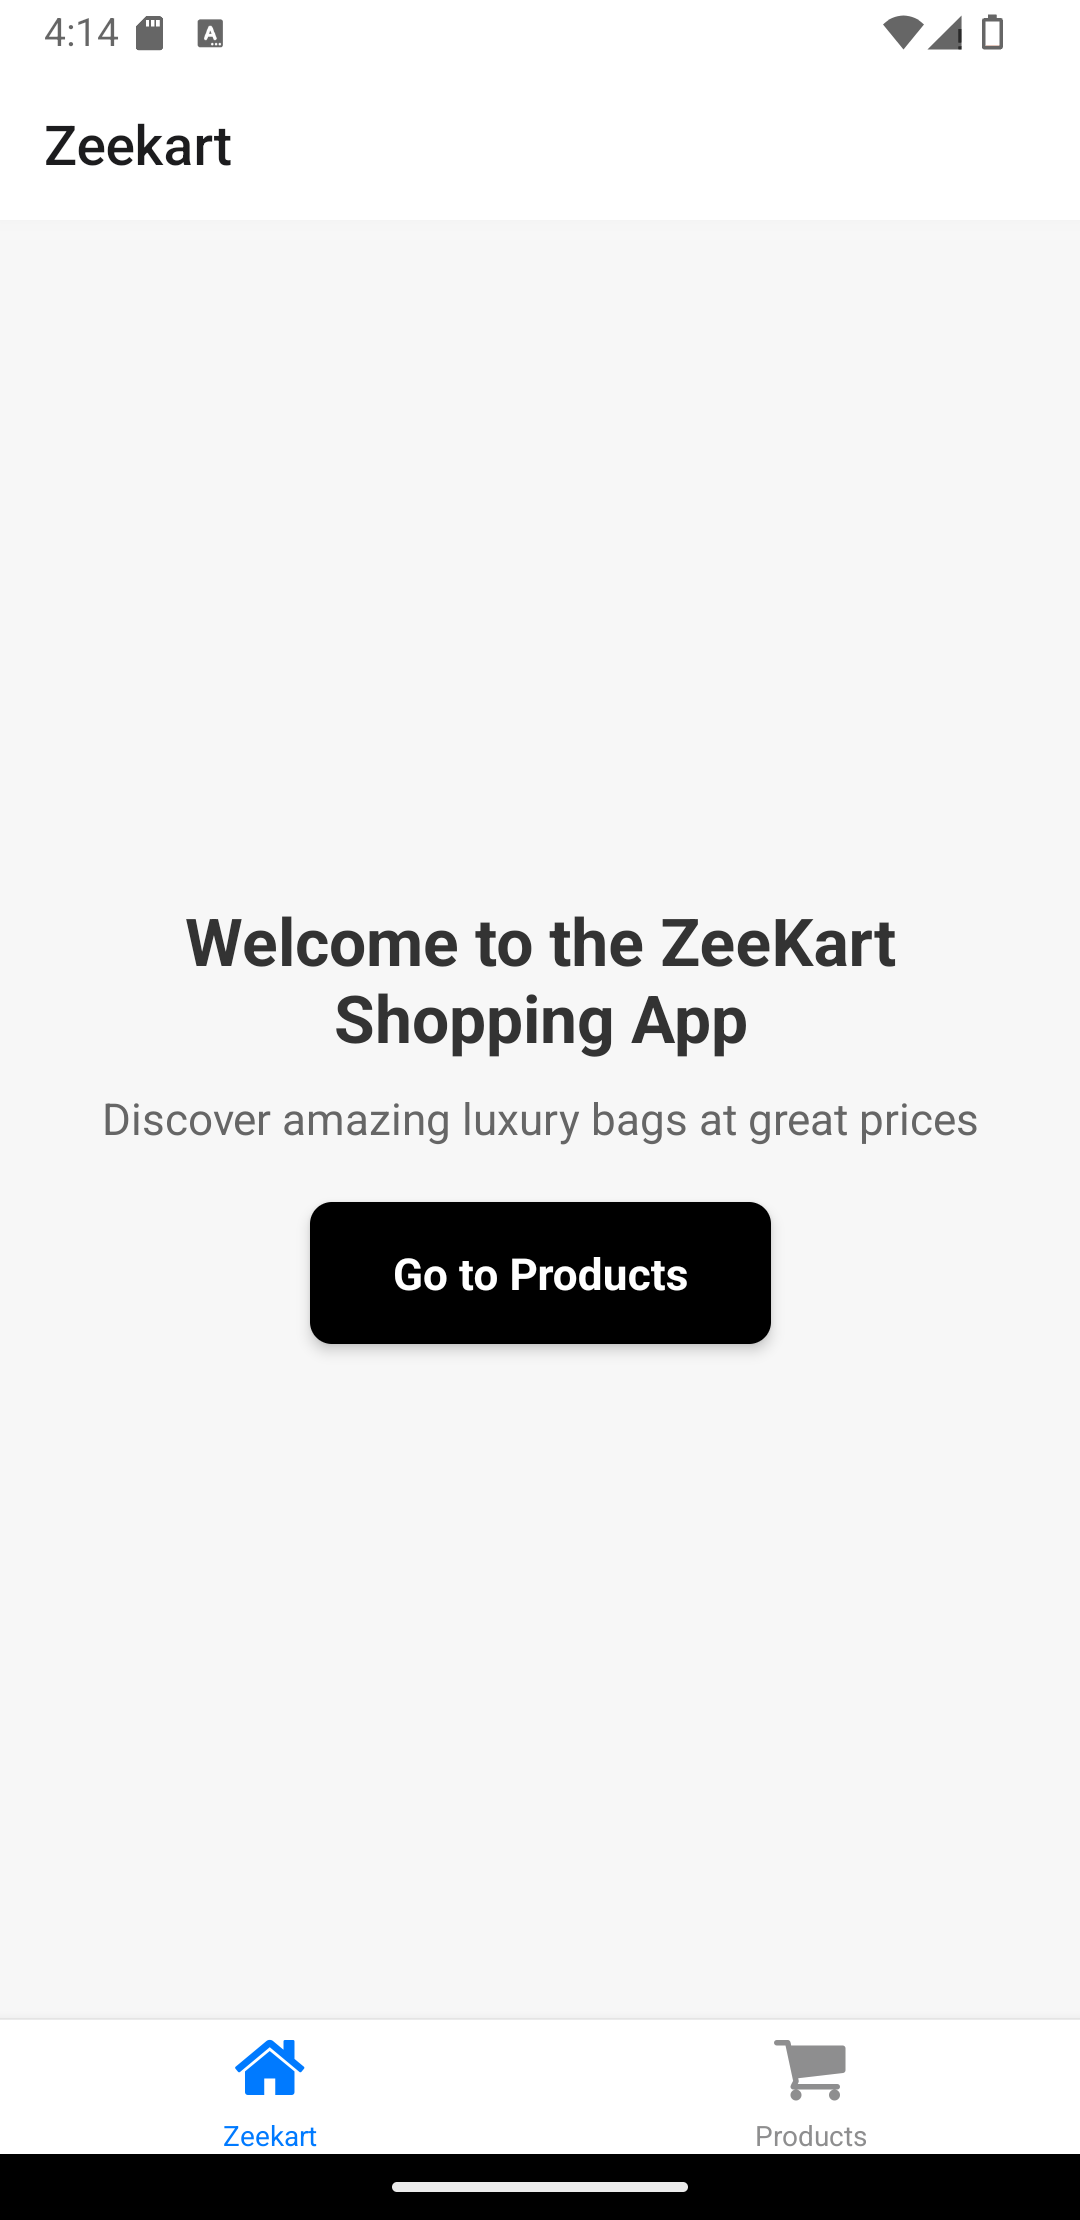 4:14
Zeekart
Welcome to the ZeeKart
Shopping App
Discover amazing luxury bags at great prices
Go to Products
Zeekart
Products